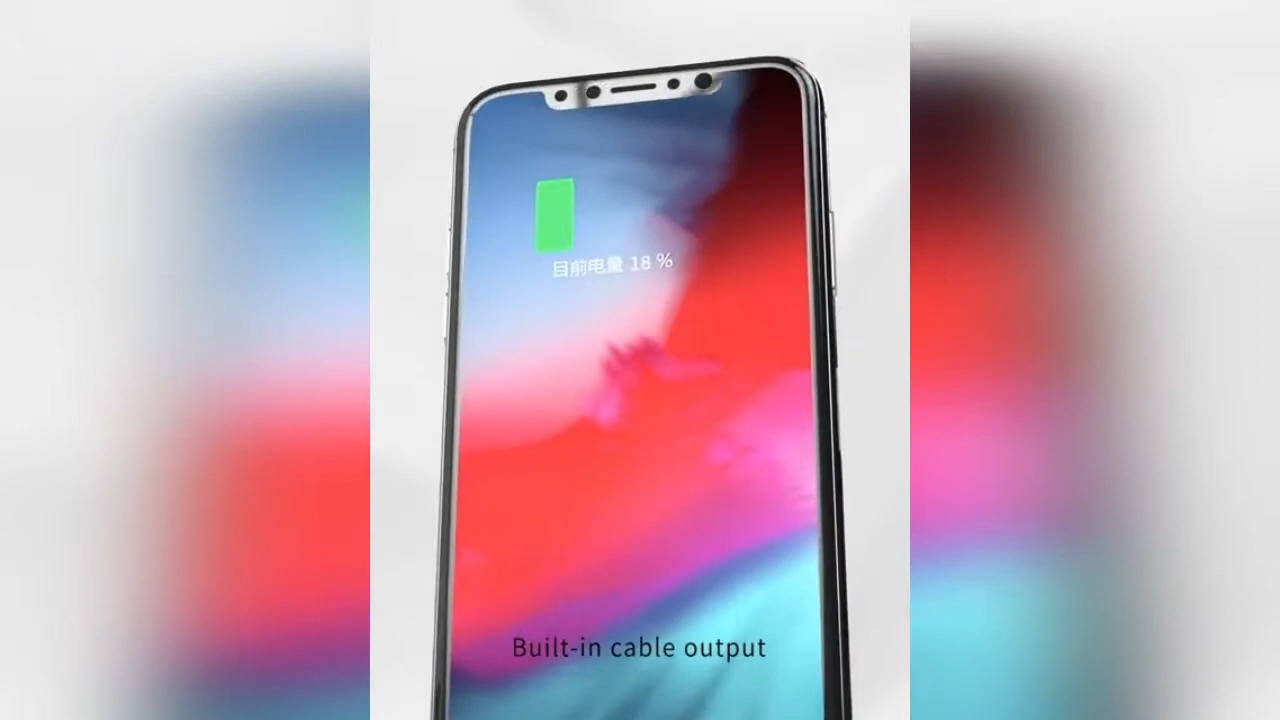 目前电量 18 %
Built-in cable output